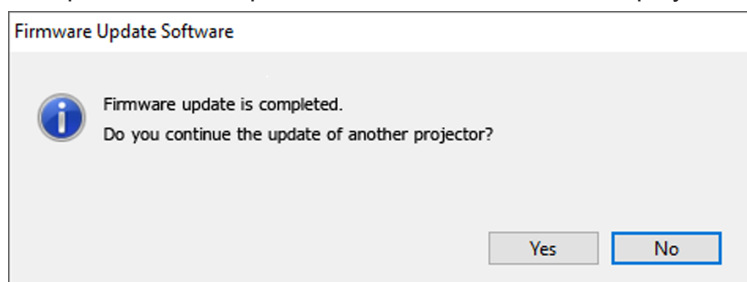 Firmware Update Software
Firmware update is completed.
Do you continue the update of another projector?
Yes No